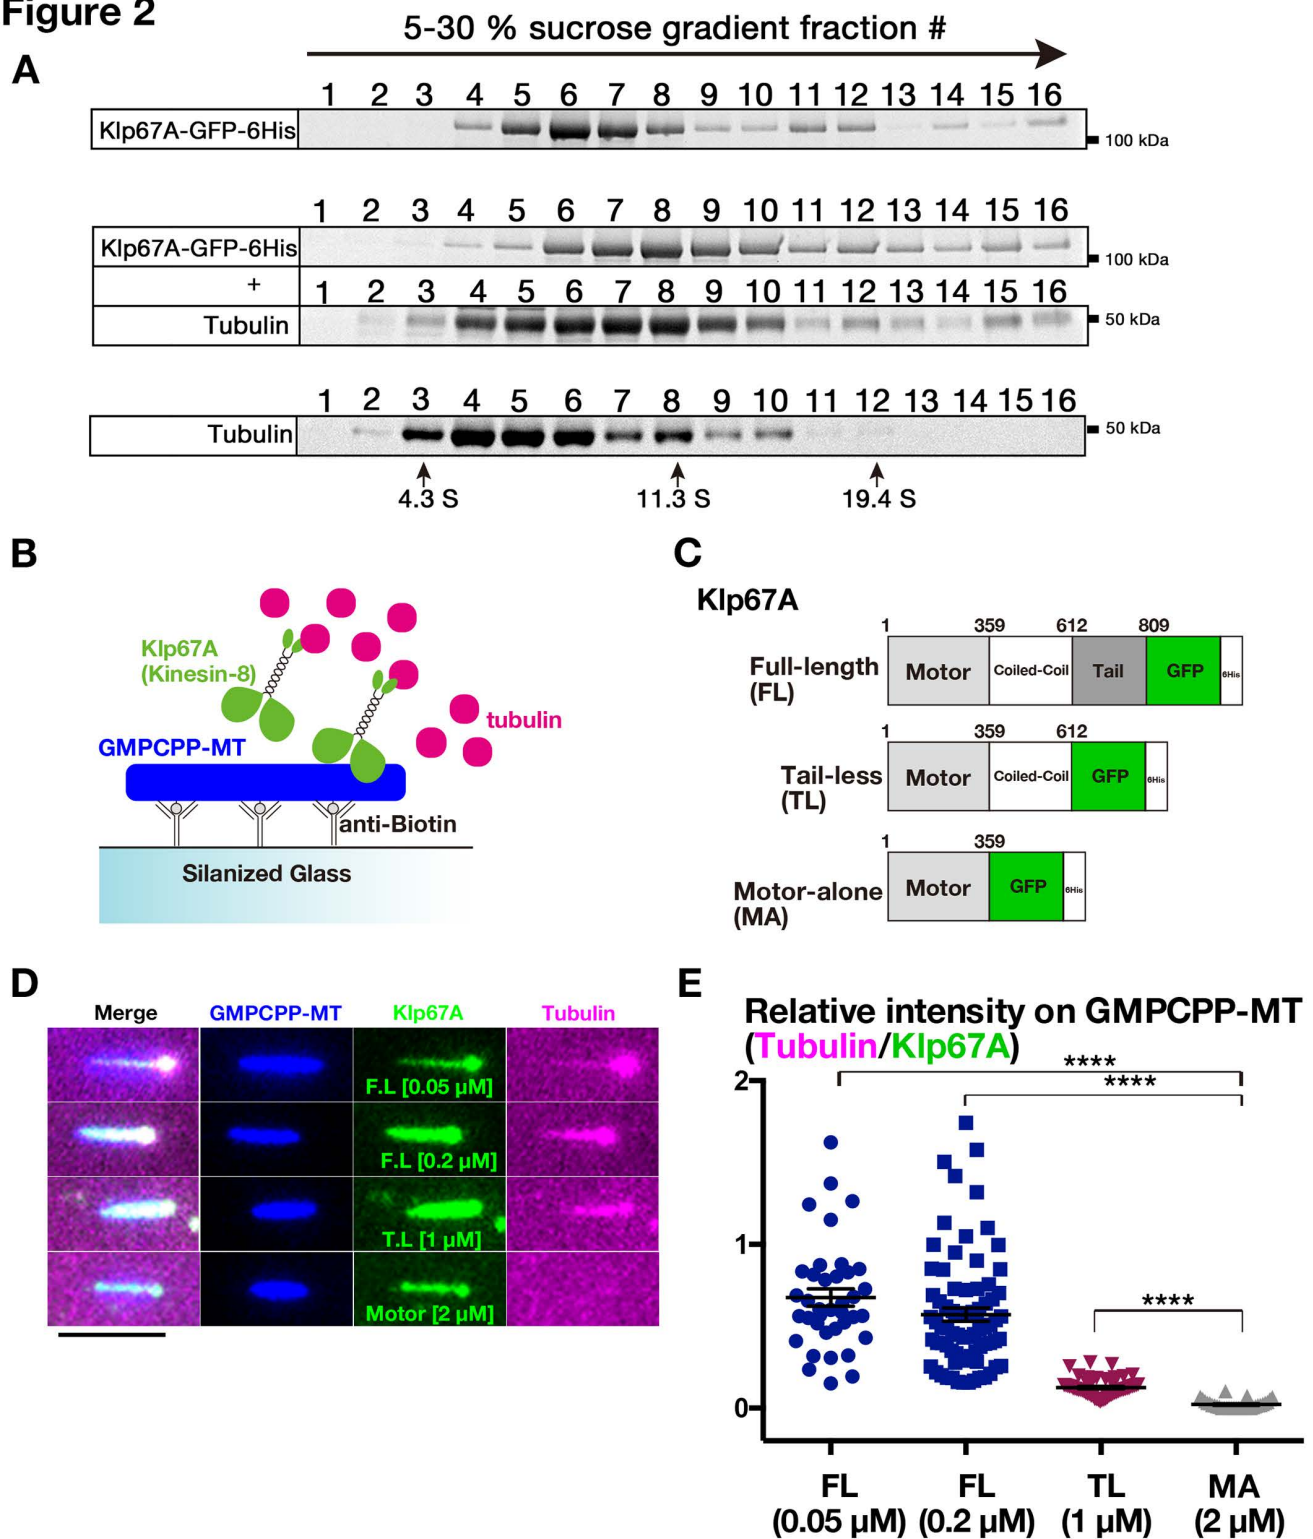 Figure 2
5-30 % sucrose gradient fraction #
A
1 2 3 4 5 6 7 8 9 10 11 12 13 14 15 16
Klp67A-GFP-6His
100 kDa
1 2 3 4 5 6 7 8 9 10 11 12 13 14 15 16
Klp67A-GFP-6His
100 kDa
+
1 2 3 4 5 6 7 8 9 10 11 12 13 14 15 16
Tubulin
50 kDa
1 2 3 4 5 6 7 8 9 10 11 12 13 14 15 16
Tubulin
50 kDa
4.3 S 11.3 S 19.4 S
B
Klp67A
(Kinesin-8)
tubulin
GMPCPP-MT
anti-Biotin
Silanized Glass
C
Klp67A
1 359 612 809
Full-length
(FL)
Motor Coiled-Coil Tail GFP 6His
1 359 612
Tail-less
(TL)
Motor Coiled-Coil GFP 6His
1 359
Motor-alone
(MA)
Motor GFP 6His
D
Merge GMPCPP-MT Klp67A Tubulin
F.L [0.05 µM]
F.L [0.2 µM]
T.L [1 µM]
Motor [2 µM]
E
Relative intensity on GMPCPP-MT
(Tubulin/Klp67A)
****
****
****
2
1
0
FL FL TL MA
(0.05 µM) (0.2 µM) (1 µM) (2 µM)